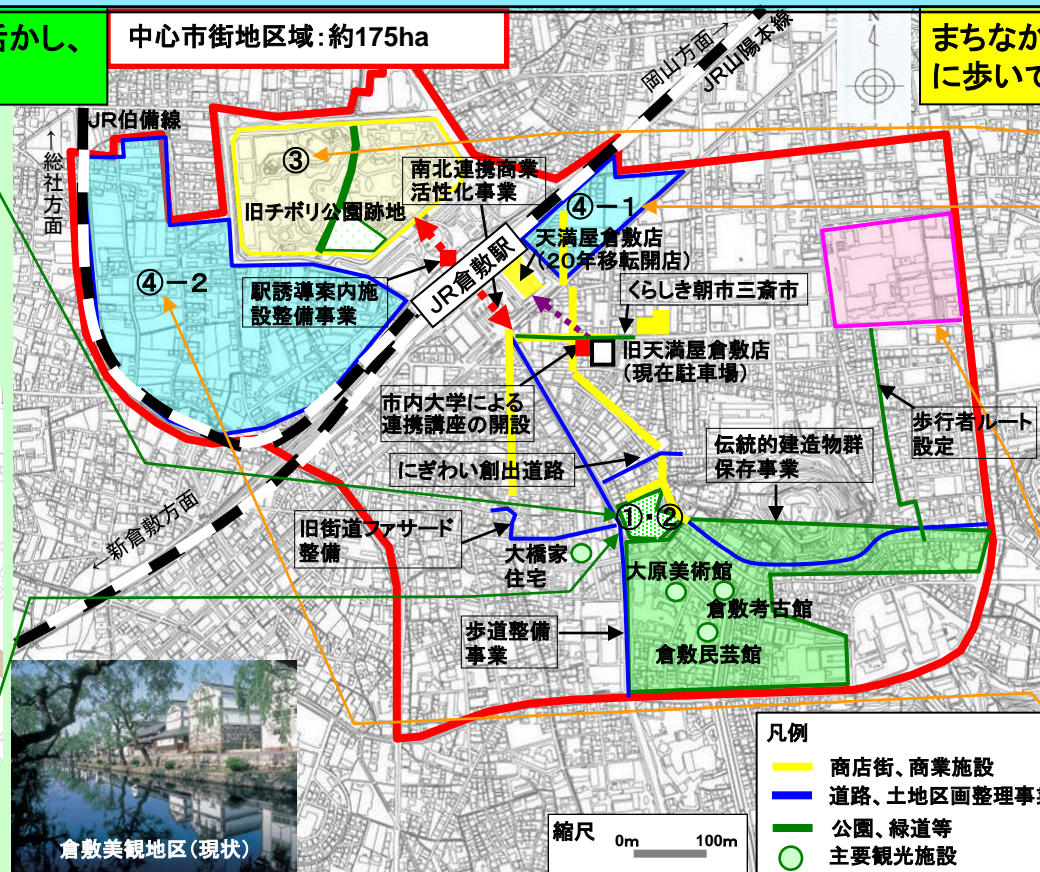 活かし、
中心市街地区域：約175ha
まちなか
に歩いて
岡山方面→
JR山陽本線
N
JR伯備線
←総社方面
③
旧チボリ公園跡地
南北連携商業
活性化事業
④－1
天満屋倉敷店
（20年移転開店）
JR倉敷駅
④－2
駅誘導案内施
設整備事業
くらしき朝市三斎市
旧天満屋倉敷店
（現在駐車場）
市内大学による
連携講座の開設
歩行者ルート
設定
にぎわい創出道路
伝統的建造物群
保存事業
←新倉敷方面
旧街道ファサード
整備
①・②
大橋家
住宅
大原美術館
倉敷考古館
倉敷民芸館
歩道整備
事業
倉敷美観地区（現状）
縮尺 0m 100m
凡例
商店街、商業施設
道路、土地区画整理事業
公園、緑道等
主要観光施設